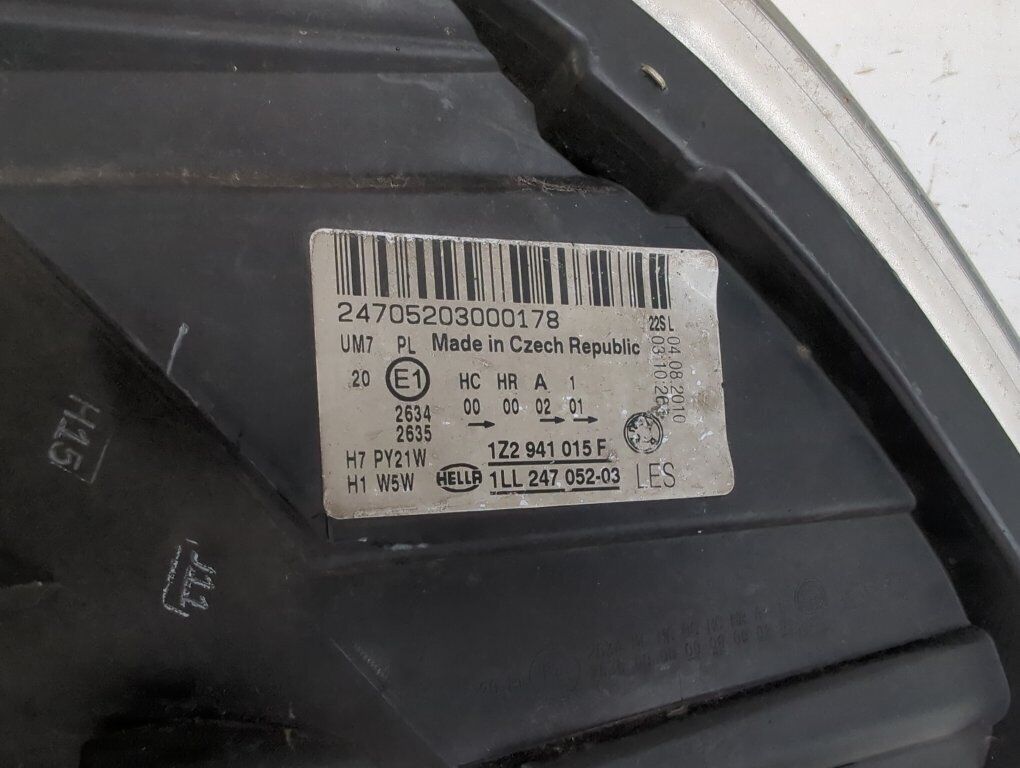 24705203000178
22S L
UM7 PL Made in Czech Republic
04.08.2010
20 E1 HC HR A 1
2634 00 00 02 01
2635
1Z2 941 015 F
H7 PY21W
H1 W5W HELLA 1LL 247 052-03 LES
H15